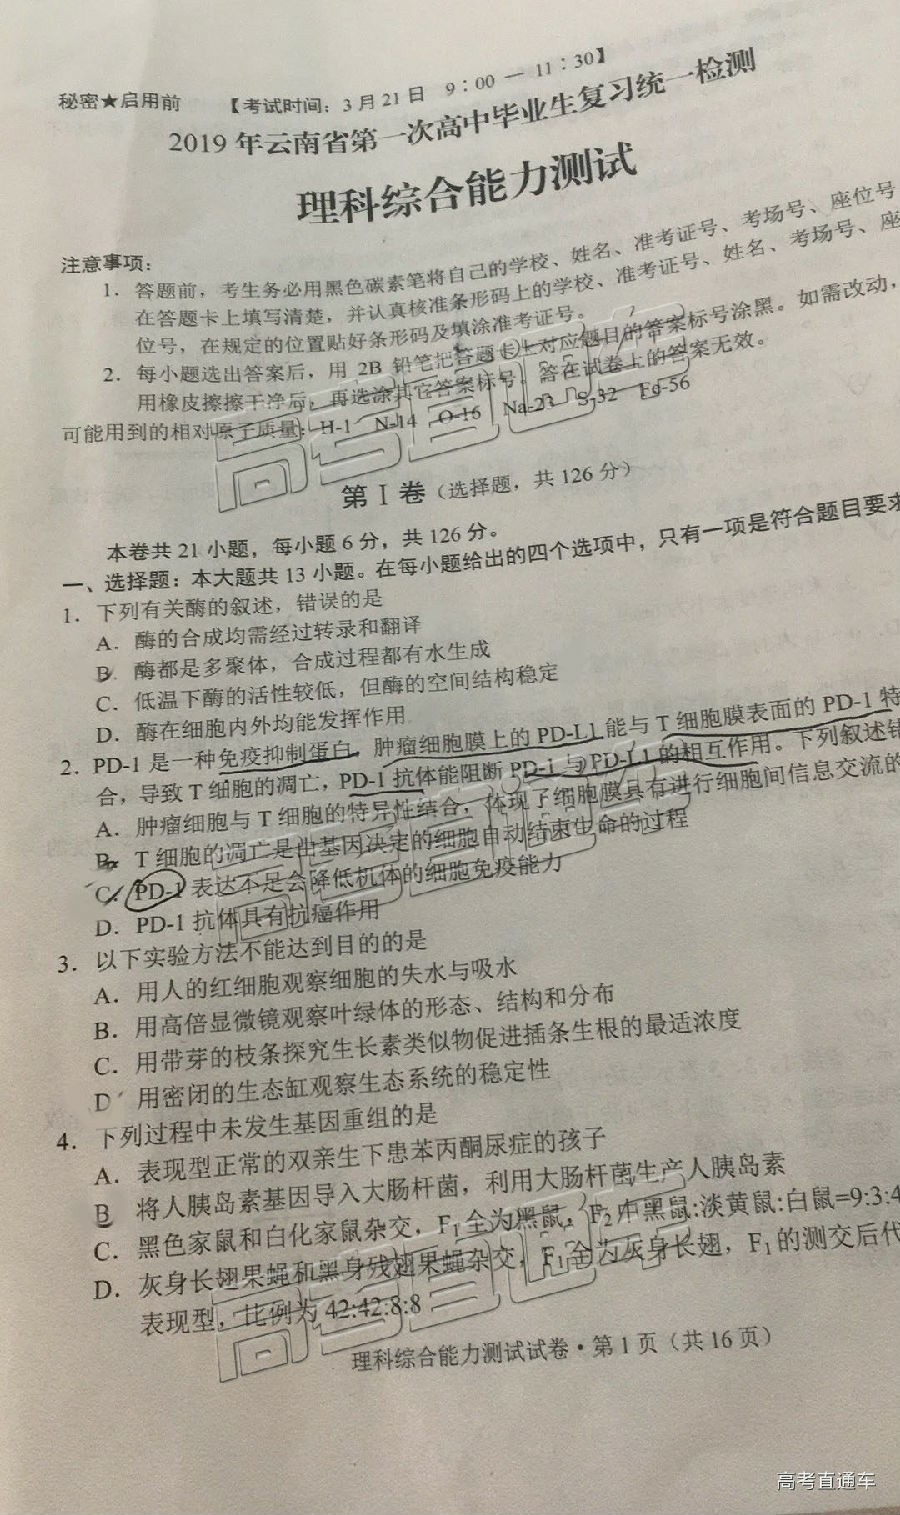 秘密★启用前 【考试时间：3月21日 9：00 — 11：30】
2019年云南省第一次高中毕业生复习统一检测
理科综合能力测试
注意事项：
1．答题前，考生务必用黑色碳素笔将自己的学校、姓名、准考证号、考场号、座位号
在答题卡上填写清楚，并认真核准条形码上的学校、准考证号、姓名、考场号、座
位号，在规定的位置贴好条形码及填涂准考证号。
2．每小题选出答案后，用 2B 铅笔把答题卡上对应题目的答案标号涂黑。如需改动，
用橡皮擦擦干净后，再选涂其它答案标号。答在试卷上的答案无效。
可能用到的相对原子质量：H-1 N-14 O-16 Na-23 S-32 Fe-56
第 I 卷（选择题，共 126 分）
本卷共 21 小题，每小题 6 分，共 126 分。
一、选择题：本大题共 13 小题。在每小题给出的四个选项中，只有一项是符合题目要求
1．下列有关酶的叙述，错误的是
A．酶的合成均需经过转录和翻译
B．酶都是多聚体，合成过程都有水生成
C．低温下酶的活性较低，但酶的空间结构稳定
D．酶在细胞内外均能发挥作用
2．PD-1 是一种免疫抑制蛋白，肿瘤细胞膜上的 PD-L1 能与 T 细胞膜表面的 PD-1 特
合，导致 T 细胞的凋亡，PD-1 抗体能阻断 PD-1 与 PD-L1 的相互作用。下列叙述错
A．肿瘤细胞与 T 细胞的特异性结合，体现了细胞膜具有进行细胞间信息交流的
B．T 细胞的凋亡是由基因决定的细胞自动结束生命的过程
C．PD-1 表达不足会降低机体的细胞免疫能力
D．PD-1 抗体具有抗癌作用
3．以下实验方法不能达到目的的是
A．用人的红细胞观察细胞的失水与吸水
B．用高倍显微镜观察叶绿体的形态、结构和分布
C．用带芽的枝条探究生长素类似物促进插条生根的最适浓度
D 用密闭的生态缸观察生态系统的稳定性
4．下列过程中未发生基因重组的是
A．表现型正常的双亲生下患苯丙酮尿症的孩子
B 将人胰岛素基因导入大肠杆菌，利用大肠杆菌生产人胰岛素
C．黑色家鼠和白化家鼠杂交，F₁全为黑鼠，F₂中黑鼠:淡黄鼠:白鼠=9:3:4
D．灰身长翅果蝇和黑身残翅果蝇杂交，F₁全为灰身长翅，F₁的测交后代
表现型，比例为 42:42:8:8
理科综合能力测试试卷·第 1 页（共 16 页）
高考直通车